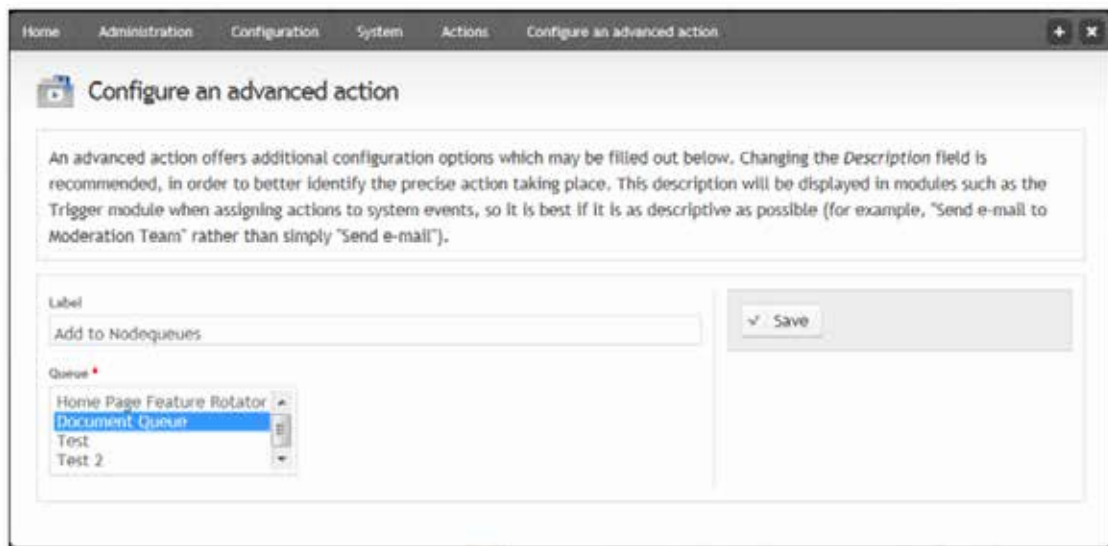 Home Administration Configuration System Actions Configure an advanced action
Configure an advanced action
An advanced action offers additional configuration options which may be filled out below. Changing the Description field is
recommended, in order to better identify the precise action taking place. This description will be displayed in modules such as the
Trigger module when assigning actions to system events, so it is best if it is as descriptive as possible (for example, "Send e-mail to
Moderation Team" rather than simply "Send e-mail").
Label
Add to Nodequeues
Save
Queue *
Home Page Feature Rotator
Document Queue
Test
Test 2